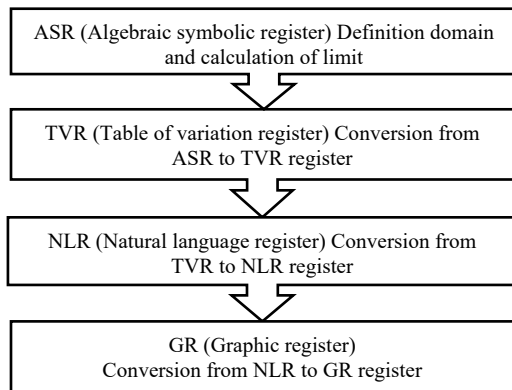 ASR (Algebraic symbolic register) Definition domain
and calculation of limit
TVR (Table of variation register) Conversion from
ASR to TVR register
NLR (Natural language register) Conversion from
TVR to NLR register
GR (Graphic register)
Conversion from NLR to GR register